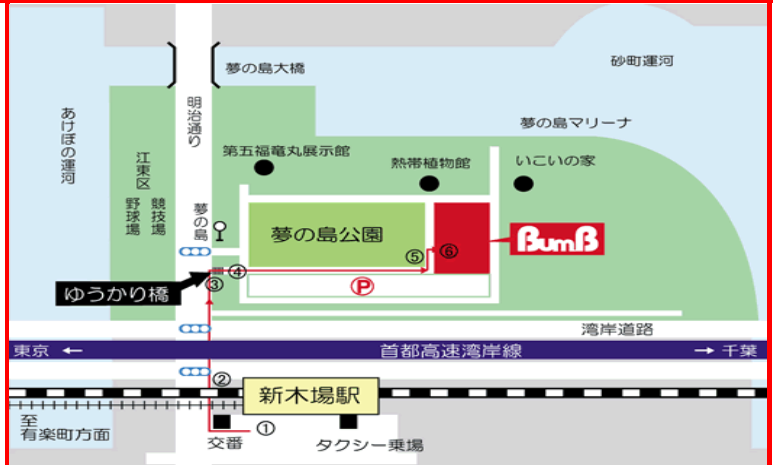 砂町運河
夢の島大橋
あけぼの運河
明治通り
夢の島マリーナ
江東区
競技場
野球場
第五福竜丸展示館
熱帯植物館
いこいの家
夢の島
夢の島公園
BumB
⑤
⑥
④
③
P
ゆうかり橋
湾岸道路
東京 ←
首都高速湾岸線
→ 千葉
②
新木場駅
至
有楽町方面
交番
①
タクシー乗場